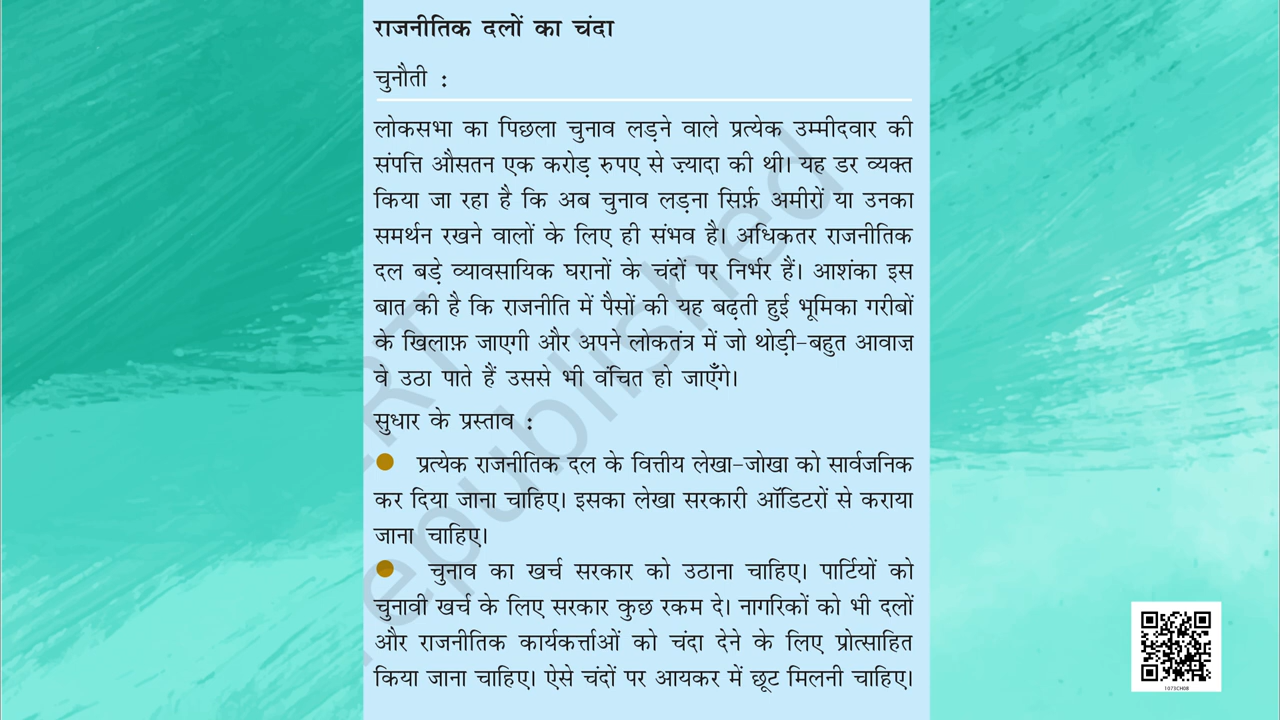 राजनीतिक दलों का चंदा
चुनौती :
लोकसभा का पिछला चुनाव लड़ने वाले प्रत्येक उम्मीदवार की
संपत्ति औसतन एक करोड़ रुपए से ज़्यादा की थी। यह डर व्यक्त
किया जा रहा है कि अब चुनाव लड़ना सिर्फ़ अमीरों या उनका
समर्थन रखने वालों के लिए ही संभव है। अधिकतर राजनीतिक
दल बड़े व्यावसायिक घरानों के चंदों पर निर्भर हैं। आशंका इस
बात की है कि राजनीति में पैसों की यह बढ़ती हुई भूमिका गरीबों
के खिलाफ़ जाएगी और अपने लोकतंत्र में जो थोड़ी-बहुत आवाज़
वे उठा पाते हैं उससे भी वंचित हो जाएँगे।
सुधार के प्रस्ताव :
● प्रत्येक राजनीतिक दल के वित्तीय लेखा-जोखा को सार्वजनिक
कर दिया जाना चाहिए। इसका लेखा सरकारी ऑडिटरों से कराया
जाना चाहिए।
● चुनाव का खर्च सरकार को उठाना चाहिए। पार्टियों को
चुनावी खर्च के लिए सरकार कुछ रकम दे। नागरिकों को भी दलों
और राजनीतिक कार्यकर्त्ताओं को चंदा देने के लिए प्रोत्साहित
किया जाना चाहिए। ऐसे चंदों पर आयकर में छूट मिलनी चाहिए।
1073CH08
republished